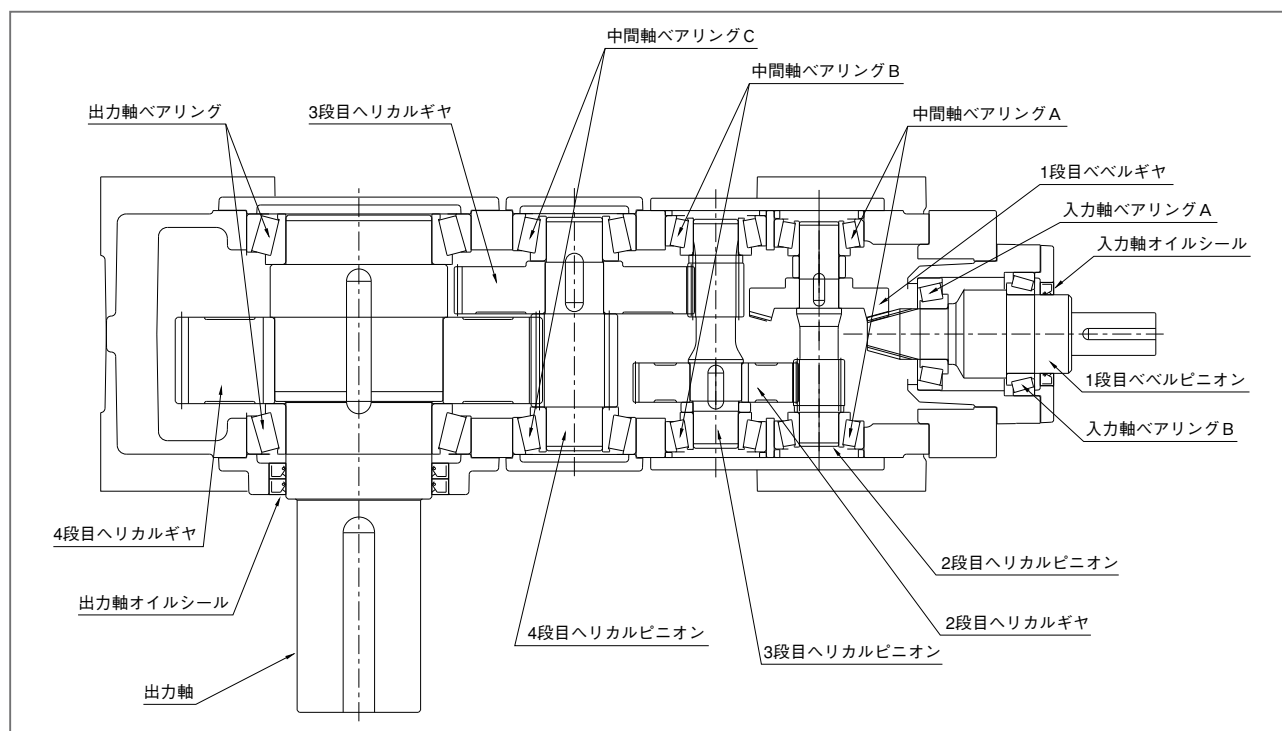 中間軸ベアリングC
中間軸ベアリングB
出力軸ベアリング
3段目ヘリカルギヤ
中間軸ベアリングA
1段目ベベルギヤ
入力軸ベアリングA
入力軸オイルシール
1段目ベベルピニオン
入力軸ベアリングB
4段目ヘリカルギヤ
2段目ヘリカルピニオン
出力軸オイルシール
4段目ヘリカルピニオン
2段目ヘリカルギヤ
3段目ヘリカルピニオン
出力軸